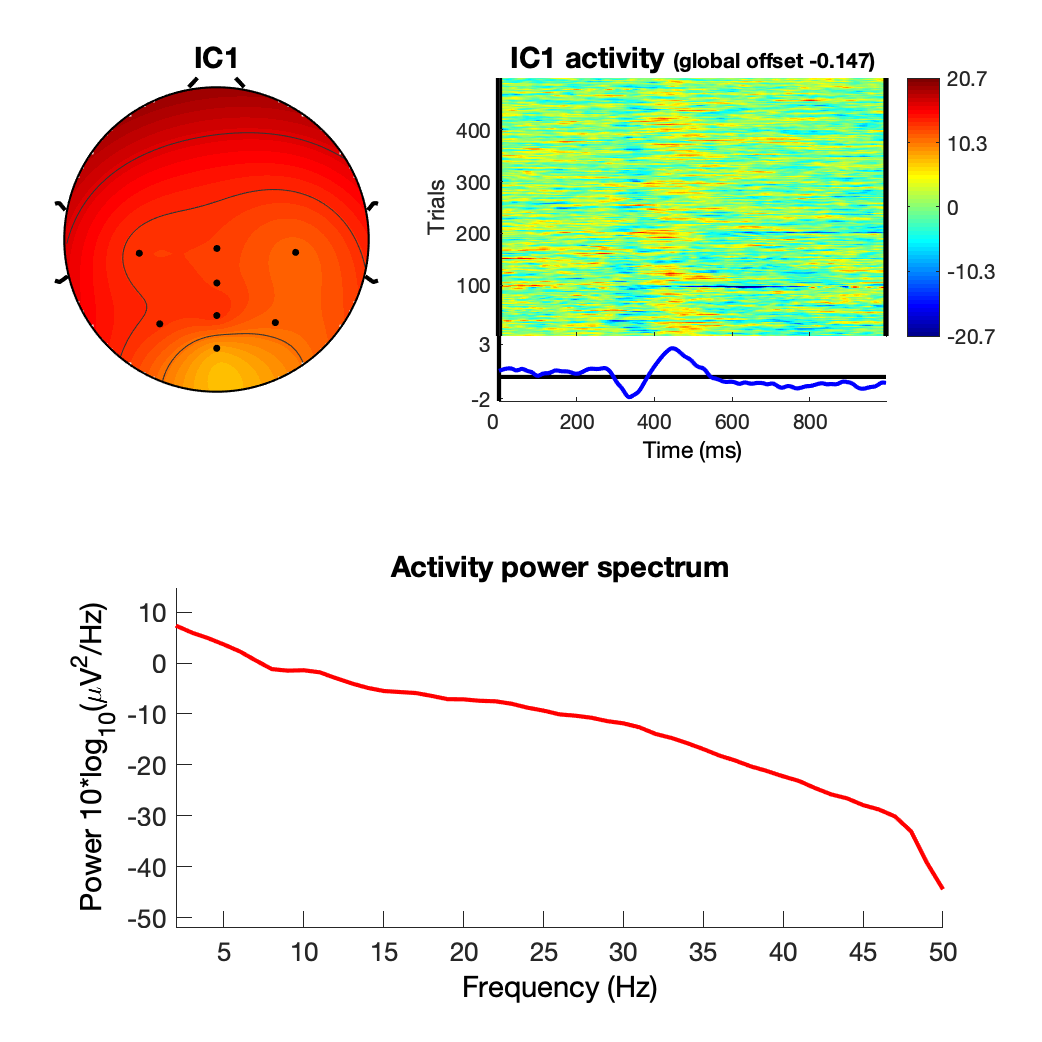 IC1
IC1 activity (global offset -0.147)
Trials
400
300
200
100
20.7
10.3
0
-10.3
-20.7
3
-2
0 200 400 600 800
Time (ms)
Activity power spectrum
Power 10*log10(μV2/Hz)
10
0
-10
-20
-30
-40
-50
5 10 15 20 25 30 35 40 45 50
Frequency (Hz)